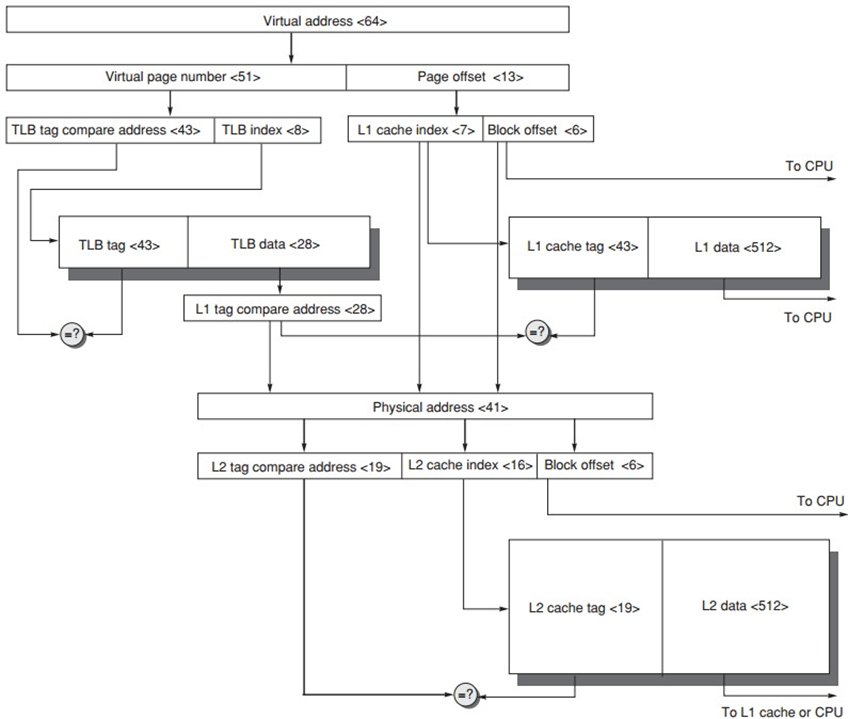 Virtual address <64>
Virtual page number <51> Page offset <13>
TLB tag compare address <43> TLB index <8> L1 cache index <7> Block offset <6>
To CPU
TLB tag <43> TLB data <28> L1 cache tag <43> L1 data <512>
L1 tag compare address <28>
To CPU
=? =?
Physical address <41>
L2 tag compare address <19> L2 cache index <16> Block offset <6>
To CPU
L2 cache tag <19> L2 data <512>
=?
To L1 cache or CPU